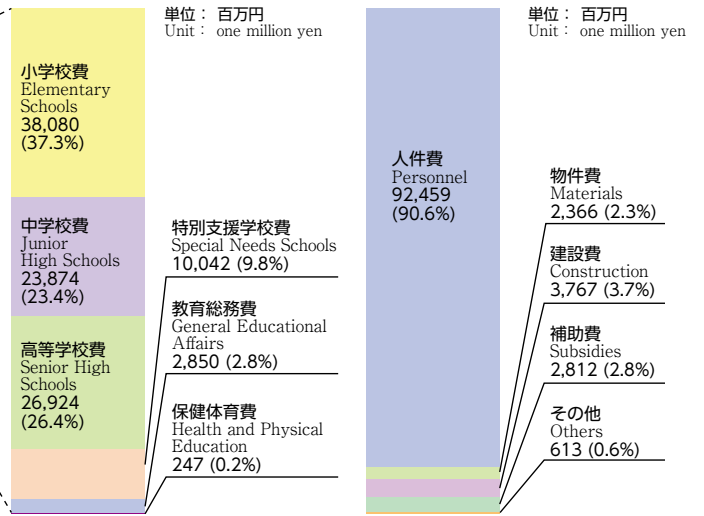 単位： 百万円
Unit： one million yen
小学校費
Elementary
Schools
38,080
(37.3%)
中学校費
Junior
High Schools
23,874
(23.4%)
高等学校費
Senior High
Schools
26,924
(26.4%)
特別支援学校費
Special Needs Schools
10,042 (9.8%)
教育総務費
General Educational
Affairs
2,850 (2.8%)
保健体育費
Health and Physical
Education
247 (0.2%)
単位： 百万円
Unit： one million yen
人件費
Personnel
92,459
(90.6%)
物件費
Materials
2,366 (2.3%)
建設費
Construction
3,767 (3.7%)
補助費
Subsidies
2,812 (2.8%)
その他
Others
613 (0.6%)